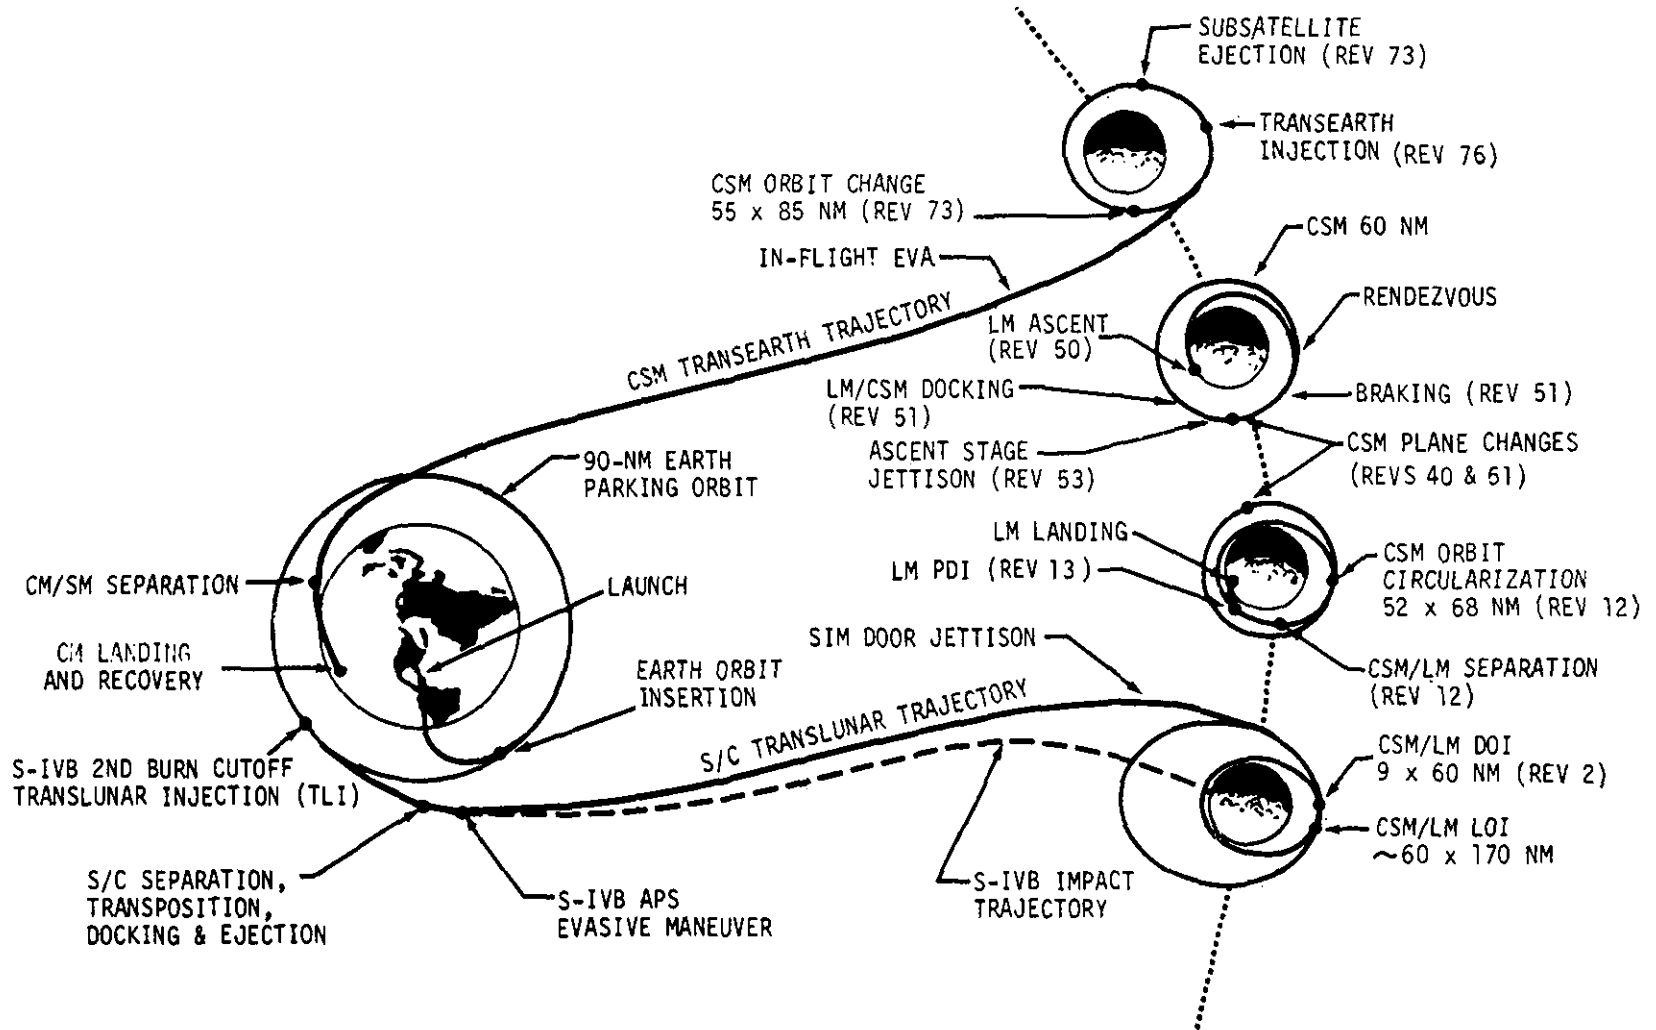 SUBSATELLITE
EJECTION (REV 73)
TRANSEARTH
INJECTION (REV 76)
CSM ORBIT CHANGE
55 x 85 NM (REV 73)
CSM 60 NM
IN-FLIGHT EVA
RENDEZVOUS
CSM TRANSEARTH TRAJECTORY
LM ASCENT
(REV 50)
LM/CSM DOCKING
(REV 51)
BRAKING (REV 51)
ASCENT STAGE
JETTISON (REV 53)
CSM PLANE CHANGES
(REVS 40 & 61)
90-NM EARTH
PARKING ORBIT
LM LANDING
LM PDI (REV 13)
CSM ORBIT
CIRCULARIZATION
52 x 68 NM (REV 12)
CM/SM SEPARATION
LAUNCH
SIM DOOR JETTISON
CM LANDING
AND RECOVERY
EARTH ORBIT
INSERTION
CSM/LM SEPARATION
(REV 12)
S/C TRANSLUNAR TRAJECTORY
S-IVB 2ND BURN CUTOFF
TRANSLUNAR INJECTION (TLI)
CSM/LM DOI
9 x 60 NM (REV 2)
CSM/LM LOI
~60 x 170 NM
S/C SEPARATION,
TRANSPOSITION,
DOCKING & EJECTION
S-IVB APS
EVASIVE MANEUVER
S-IVB IMPACT
TRAJECTORY